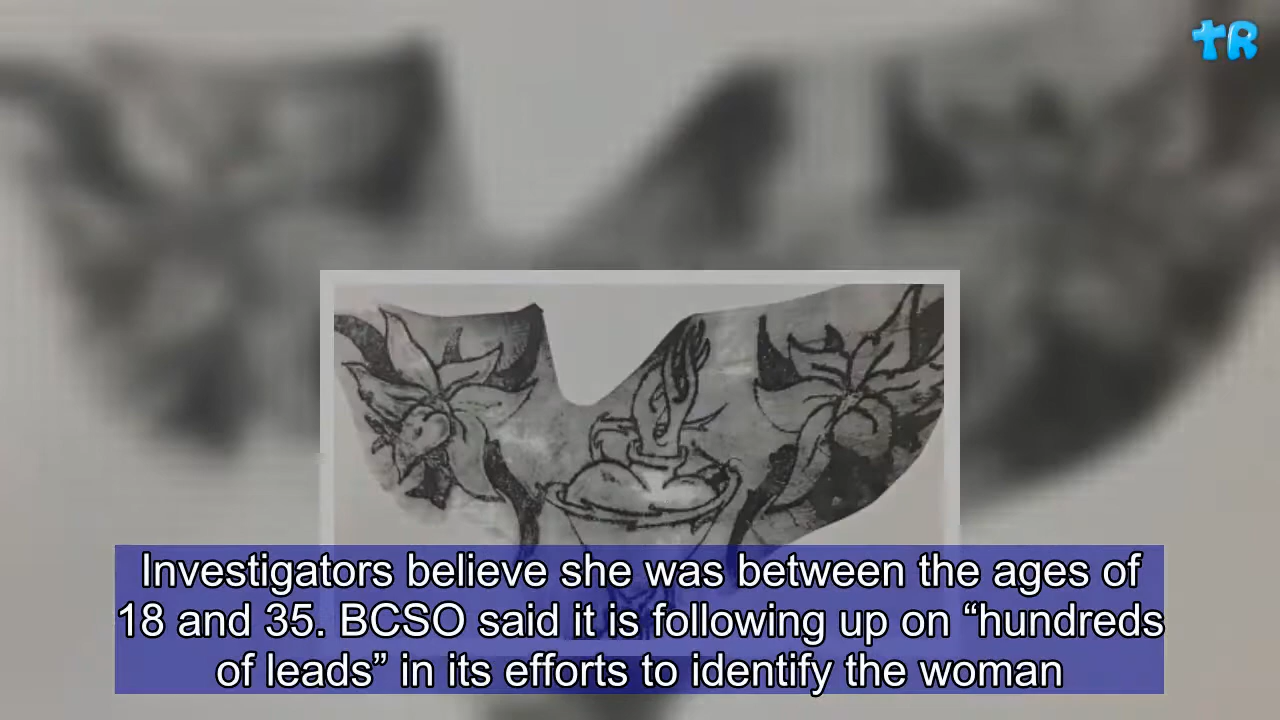 TR
Investigators believe she was between the ages of
18 and 35. BCSO said it is following up on “hundreds
of leads” in its efforts to identify the woman